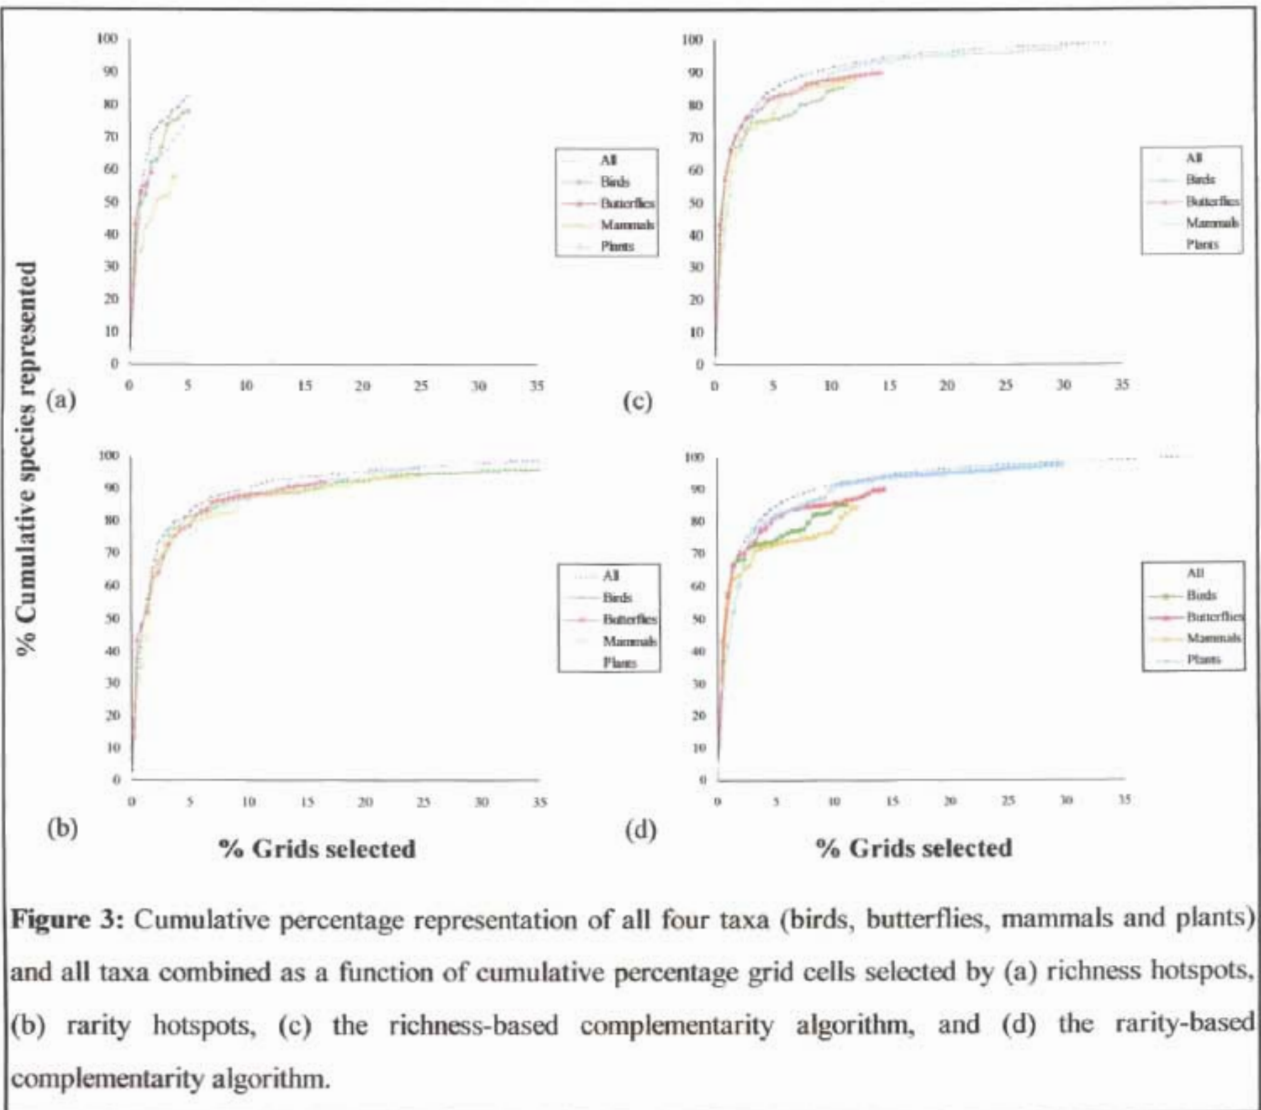 % Cumulative species represented
100
90
80
70
60
50
40
30
20
10
0
0 5 10 15 20 25 30 35
All
Birds
Butterflies
Mammals
Plants
(a)
100
90
80
70
60
50
40
30
20
10
0
0 5 10 15 20 25 30 35
All
Birds
Butterflies
Mammals
Plants
(c)
100
90
80
70
60
50
40
30
20
10
0
0 5 10 15 20 25 30 35
All
Birds
Butterflies
Mammals
Plants
(b)
% Grids selected
100
90
80
70
60
50
40
30
20
10
0
0 5 10 15 20 25 30 35
All
Birds
Butterflies
Mammals
Plants
(d)
% Grids selected
Figure 3: Cumulative percentage representation of all four taxa (birds, butterflies, mammals and plants)
and all taxa combined as a function of cumulative percentage grid cells selected by (a) richness hotspots,
(b) rarity hotspots, (c) the richness-based complementarity algorithm, and (d) the rarity-based
complementarity algorithm.